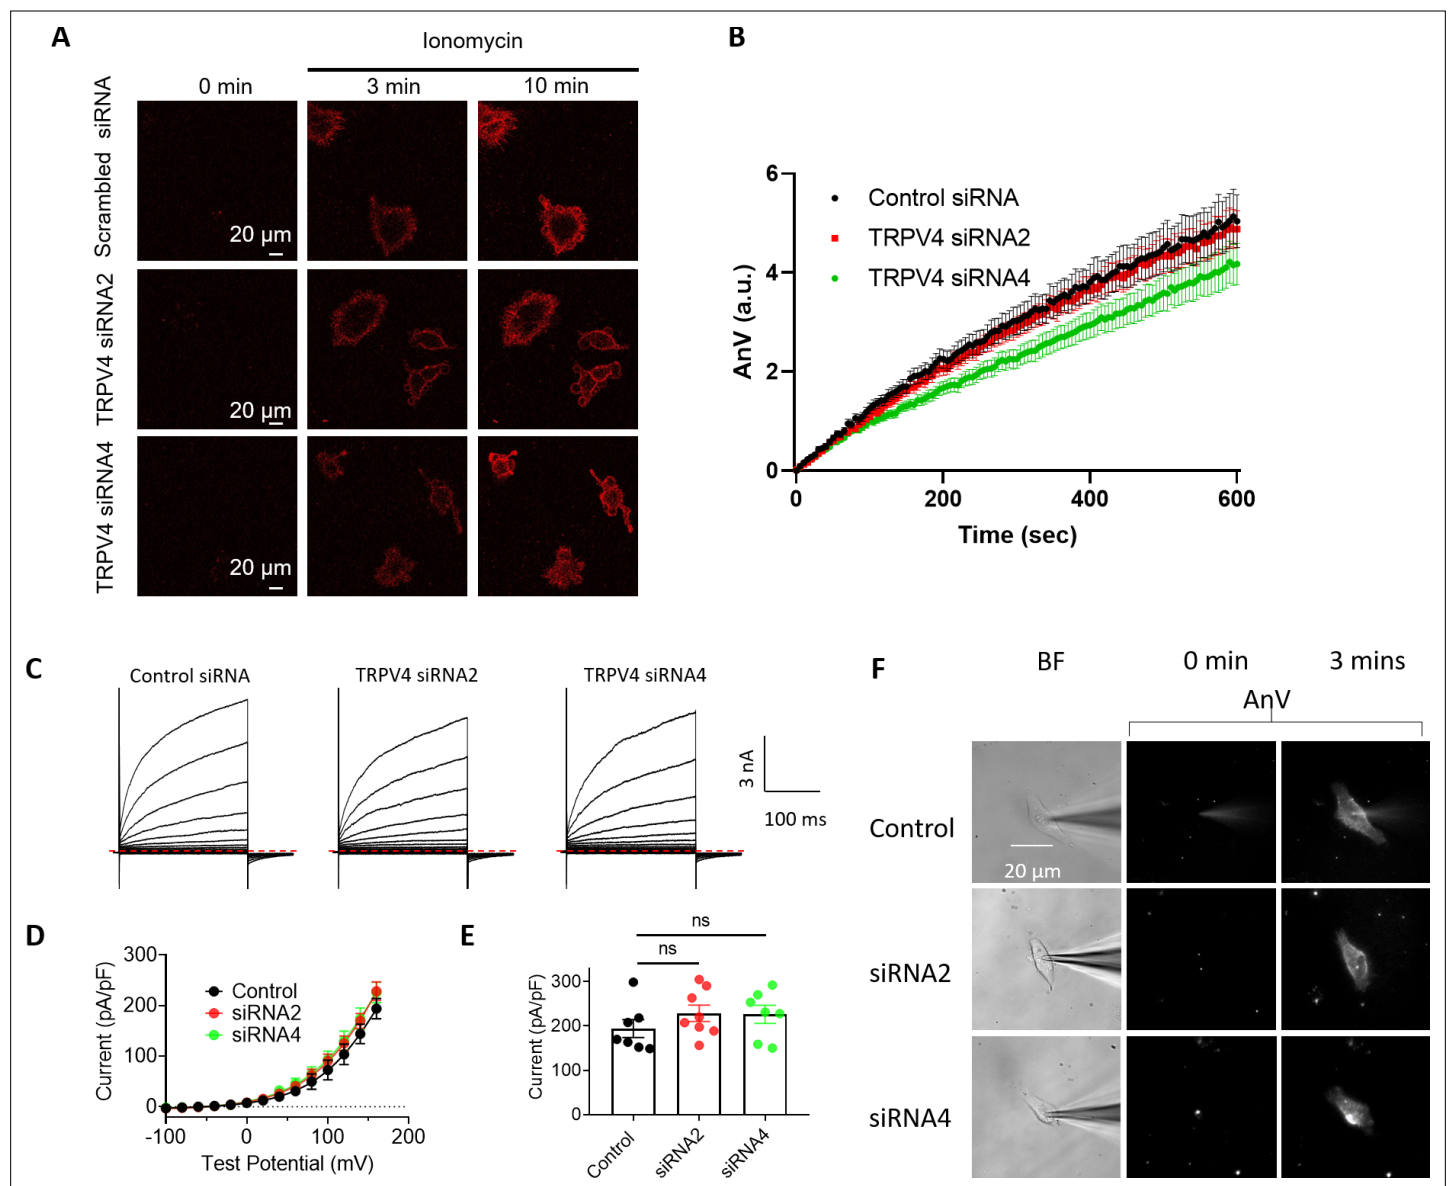 A
Ionomycin
0 min
3 min
10 min
Scrambled siRNA
20 µm
TRPV4 siRNA2
20 µm
TRPV4 siRNA4
20 µm
B
6
4
2
0
AnV (a.u.)
Control siRNA
TRPV4 siRNA2
TRPV4 siRNA4
0
200
400
600
Time (sec)
C
Control siRNA
TRPV4 siRNA2
TRPV4 siRNA4
3 nA
100 ms
D
300
200
100
0
Current (pA/pF)
Control
siRNA2
siRNA4
-100
0
100
200
Test Potential (mV)
E
ns
ns
300
200
100
0
Current (pA/pF)
Control
siRNA2
siRNA4
F
BF
0 min
3 mins
AnV
Control
20 µm
siRNA2
siRNA4